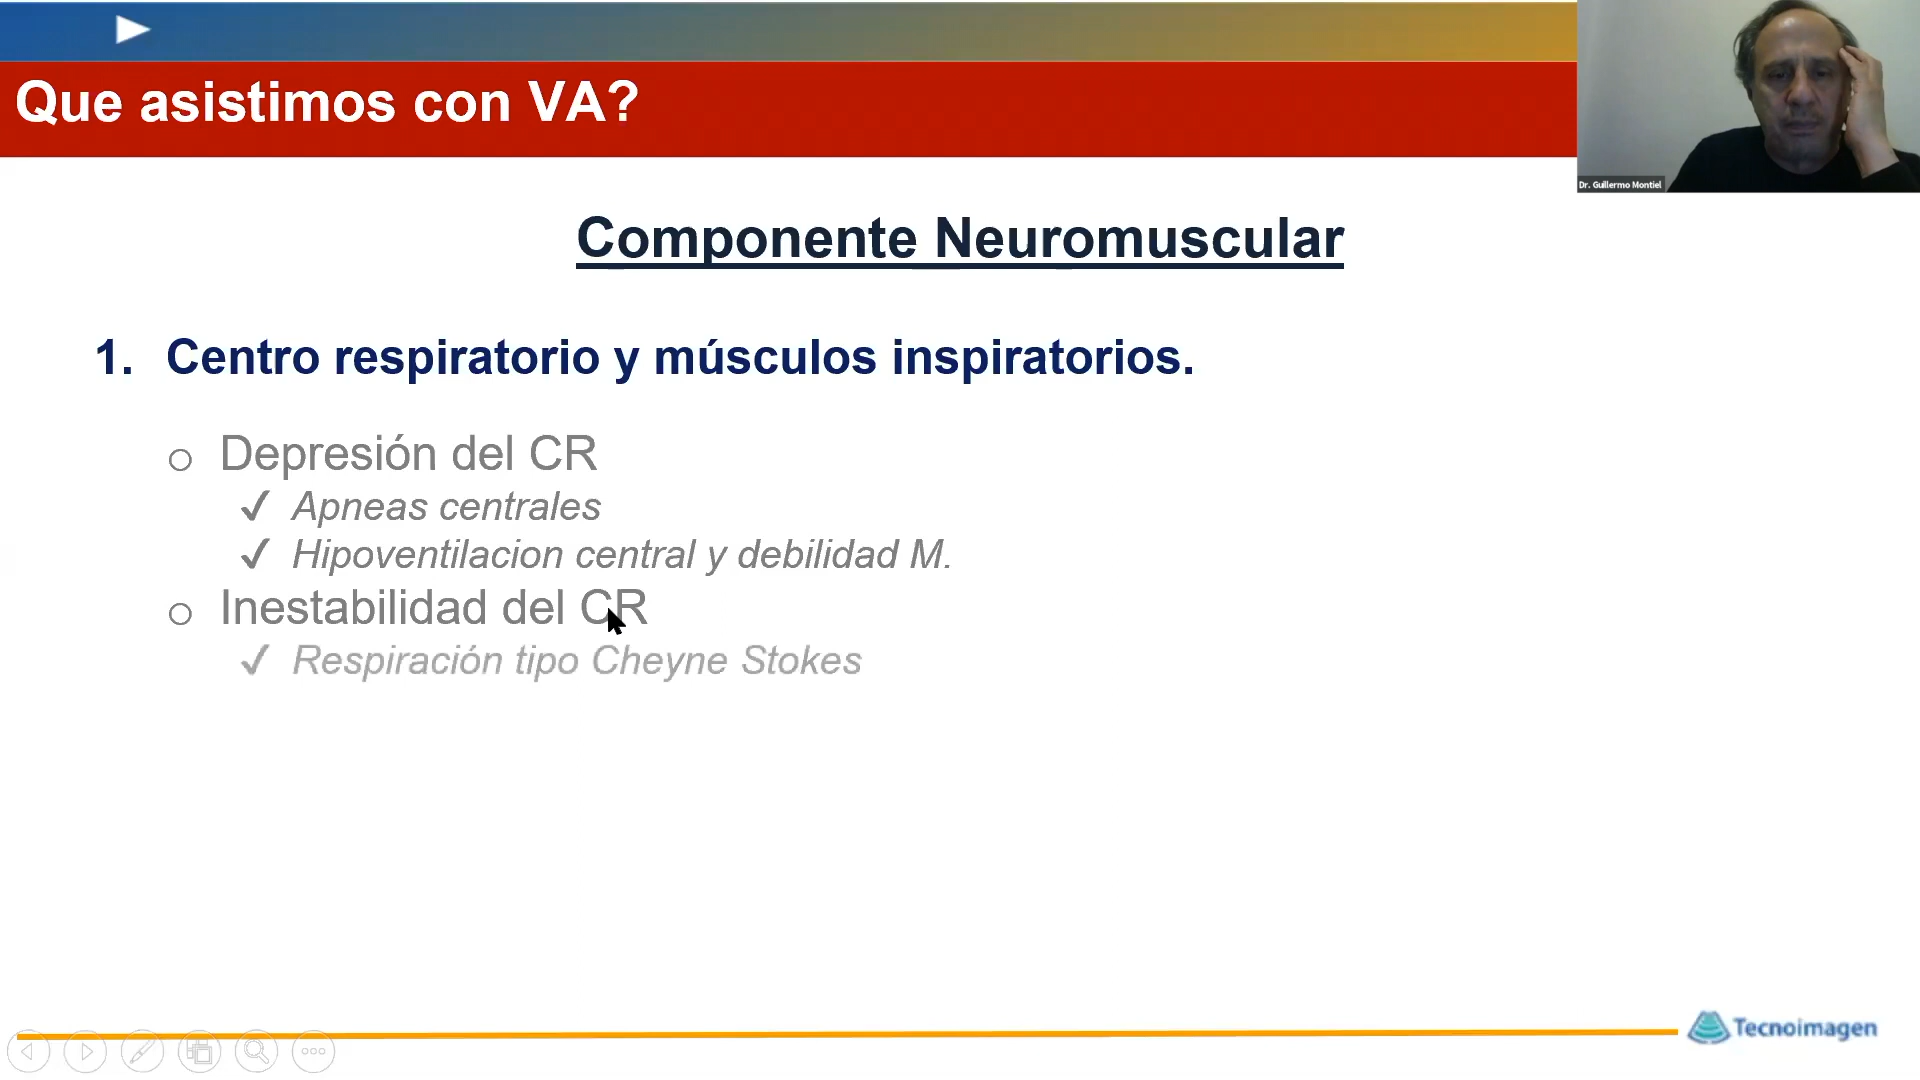 Que asistimos con VA?
Dr. Guillermo Montiel
Componente Neuromuscular
1. Centro respiratorio y músculos inspiratorios.
o Depresión del CR
✓ Apneas centrales
✓ Hipoventilacion central y debilidad M.
o Inestabilidad del CR
✓ Respiración tipo Cheyne Stokes
Tecnoimagen